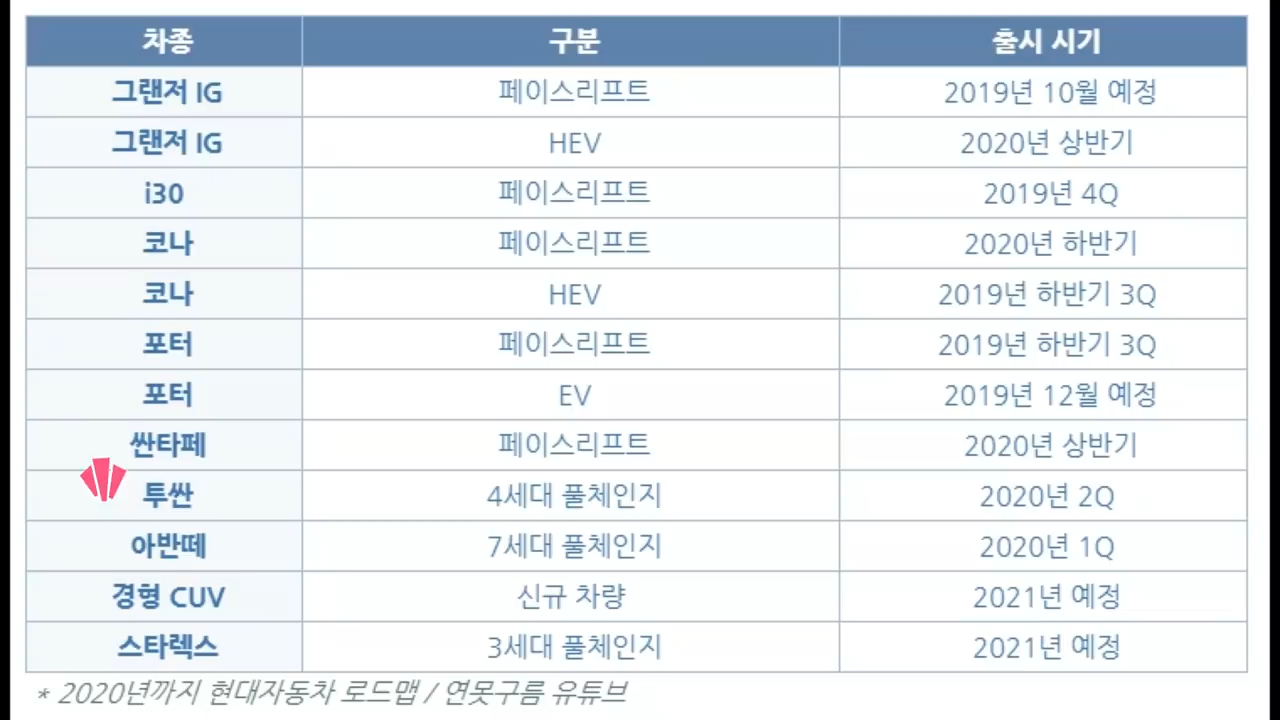 차종 구분 출시 시기
그랜저 IG 페이스리프트 2019년 10월 예정
그랜저 IG HEV 2020년 상반기
i30 페이스리프트 2019년 4Q
코나 페이스리프트 2020년 하반기
코나 HEV 2019년 하반기 3Q
포터 페이스리프트 2019년 하반기 3Q
포터 EV 2019년 12월 예정
싼타페 페이스리프트 2020년 상반기
투싼 4세대 풀체인지 2020년 2Q
아반떼 7세대 풀체인지 2020년 1Q
경형 CUV 신규 차량 2021년 예정
스타렉스 3세대 풀체인지 2021년 예정
* 2020년까지 현대자동차 로드맵 / 연못구름 유튜브